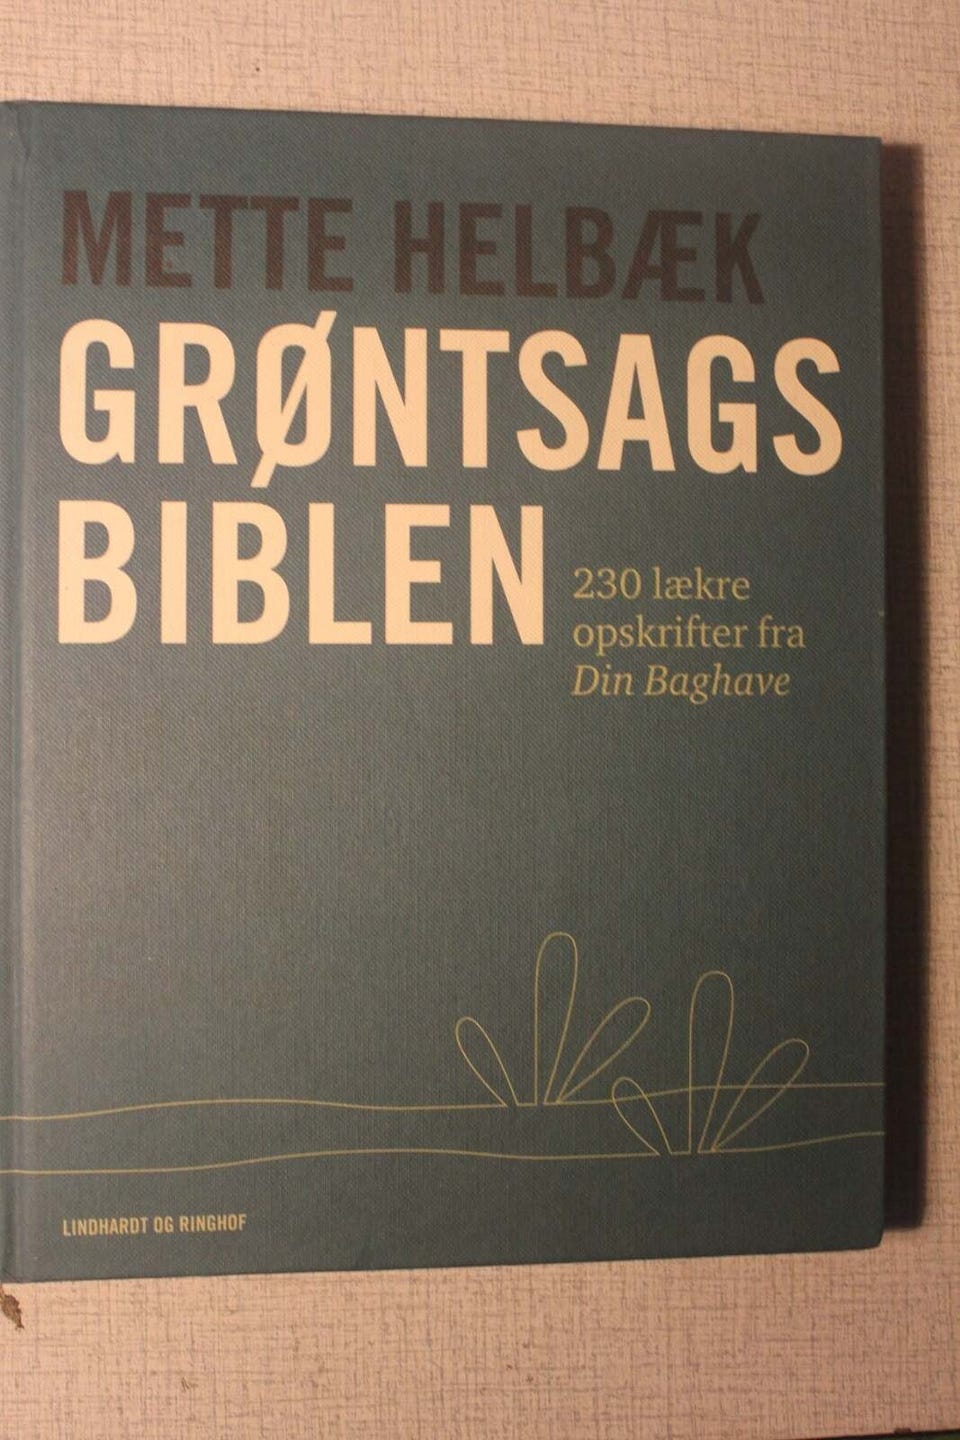 METTE HELBÆK
GRØNTSAGS
BIBLEN
230 lækre
opskrifter fra
Din Baghave
LINDHARDT OG RINGHOF